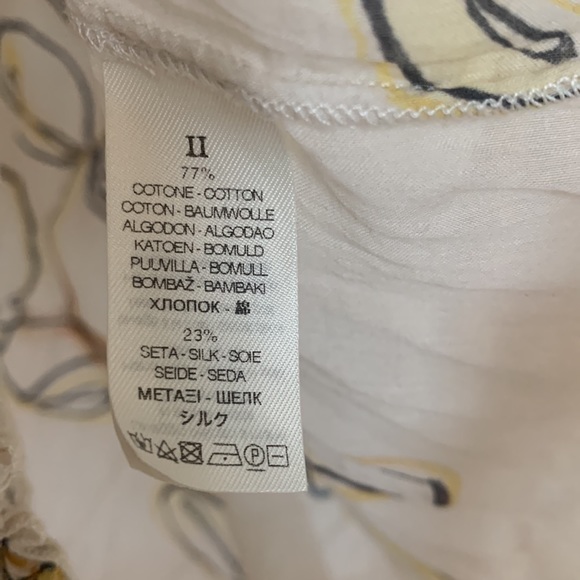 II
77%
COTONE - COTTON
COTON - BAUMWOLLE
ALGODON - ALGODAO
KATOEN - BOMULD
PUUVILLA - BOMULL
BOMBAŽ - BAMBAKI
ХЛОПОК - 綿
23%
SETA - SILK - SOIE
SEIDE - SEDA
ΜΕΤΑΞΙ - ШЕЛК
シルク
P